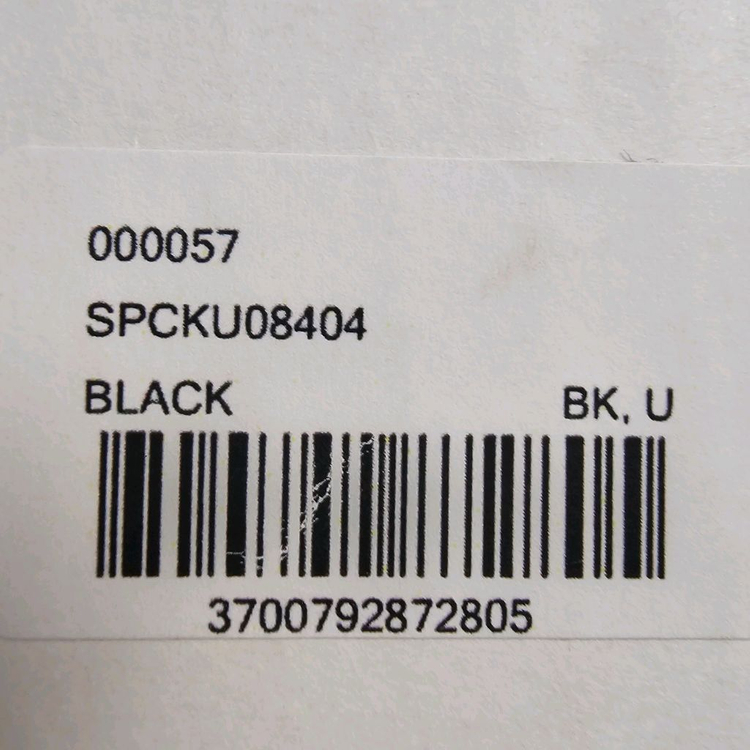 000057
SPCKU08404
BLACK BK, U
3700792872805